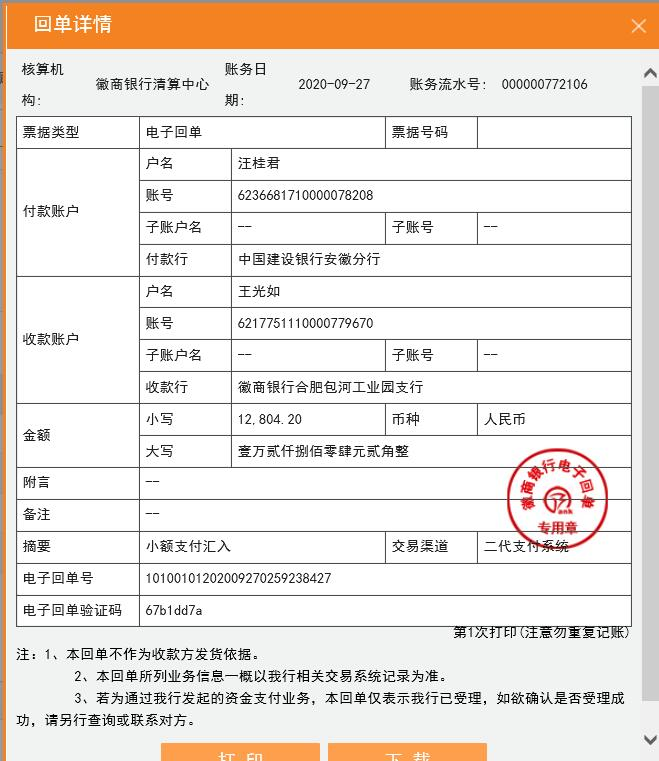 回单详情
核算机构： 徽商银行清算中心 账务日期： 2020-09-27 账务流水号： 000000772106
票据类型 电子回单 票据号码
付款账户 户名 汪桂君
账号 6236681710000078208
子账户名 -- 子账号 --
付款行 中国建设银行安徽分行
收款账户 户名 王光如
账号 6217751110000779670
子账户名 -- 子账号 --
收款行 徽商银行合肥包河工业园支行
金额 小写 12,804.20 币种 人民币
大写 壹万贰仟捌佰零肆元贰角整
附言 --
备注 --
徽商银行电子回单
专用章
摘要 小额支付汇入 交易渠道 二代支付系统
电子回单号 10100101202009270259238427
电子回单验证码 67b1dd7a
第1次打印(注意勿重复记账)
注：1、本回单不作为收款方发货依据。
2、本回单所列业务信息一概以我行相关交易系统记录为准。
3、若为通过我行发起的资金支付业务，本回单仅表示我行已受理，如欲确认是否受理成
功，请另行查询或联系对方。
打 印 下 载